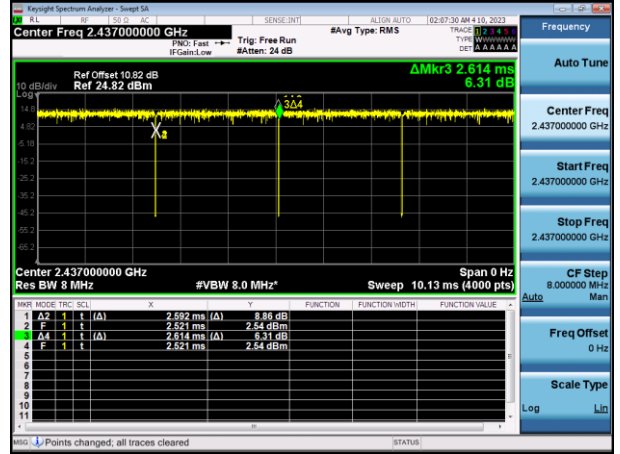 Keysight Spectrum Analyzer - Swept SA
RL RF 50 Ω AC SENSE:INT ALIGN AUTO 02:07:30 AM 4 10, 2023
Center Freq 2.437000000 GHz
PNO: Fast
IFGain:Low
Trig: Free Run
#Atten: 24 dB
#Avg Type: RMS
TRACE 1 2 3 4 5 6
TYPE WWWWWW
DET A A A A A A
Frequency
Auto Tune
Center Freq
2.437000000 GHz
Start Freq
2.437000000 GHz
Stop Freq
2.437000000 GHz
CF Step
8.000000 MHz
Auto Man
Freq Offset
0 Hz
Scale Type
Log Lin
10 dB/div
Log
Ref Offset 10.82 dB
Ref 24.82 dBm
ΔMkr3 2.614 ms
6.31 dB
14.8
4.82
-5.18
-15.2
-25.2
-35.2
-45.2
-55.2
-65.2
3Δ4
Center 2.437000000 GHz
Res BW 8 MHz
#VBW 8.0 MHz*
Span 0 Hz
Sweep 10.13 ms (4000 pts)
MKR MODE TRC SCL X Y FUNCTION FUNCTION WIDTH FUNCTION VALUE
1 Δ2 1 t (Δ) 2.592 ms (Δ) 8.86 dB
2 F 1 t 2.521 ms 2.54 dBm
3 Δ4 1 t (Δ) 2.614 ms (Δ) 6.31 dB
4 F 1 t 2.521 ms 2.54 dBm
5
6
7
8
9
10
11
MSG Points changed; all traces cleared
STATUS